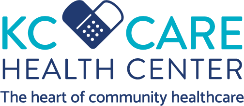 KC CARE
HEALTH CENTER
The heart of community healthcare